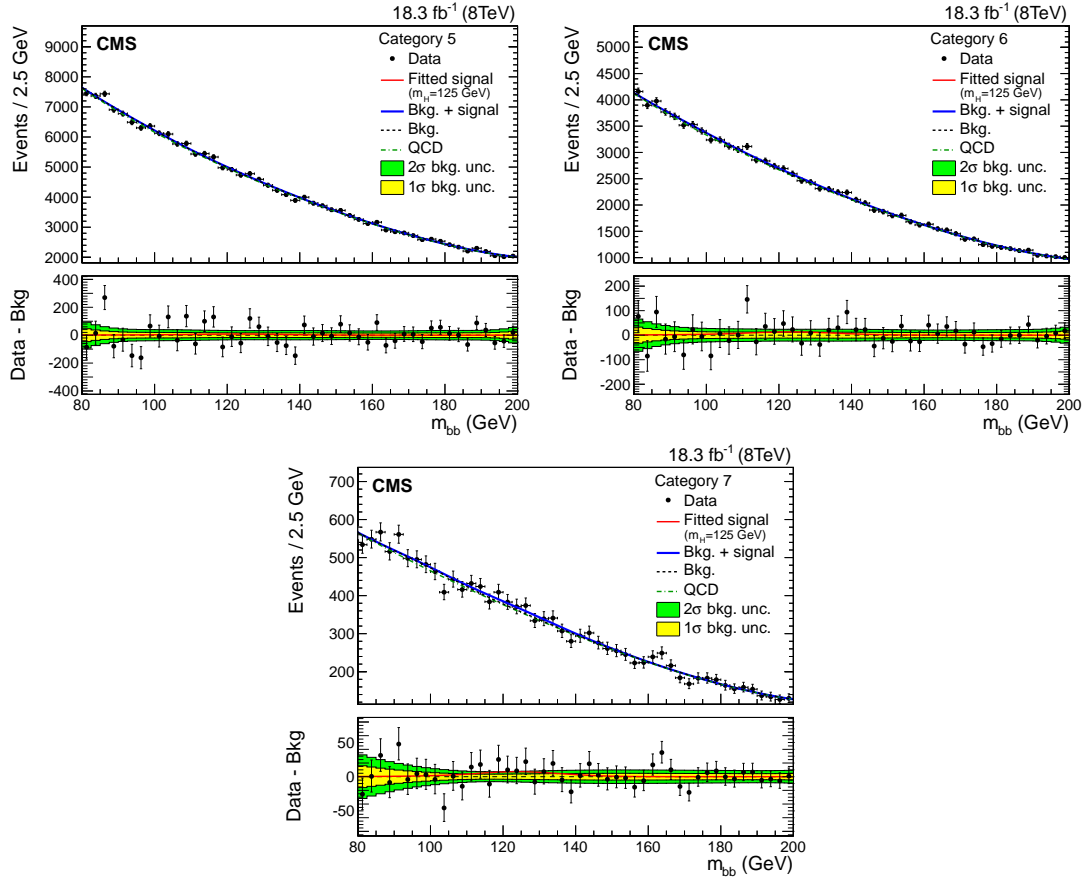 18.3 fb⁻¹ (8TeV)
CMS
Category 5
Data
Fitted signal
(m_H=125 GeV)
Bkg. + signal
Bkg.
QCD
2σ bkg. unc.
1σ bkg. unc.
Events / 2.5 GeV
9000
8000
7000
6000
5000
4000
3000
2000
Data - Bkg
400
200
0
-200
-400
80 100 120 140 160 180 200
m_bb (GeV)
18.3 fb⁻¹ (8TeV)
CMS
Category 6
Data
Fitted signal
(m_H=125 GeV)
Bkg. + signal
Bkg.
QCD
2σ bkg. unc.
1σ bkg. unc.
Events / 2.5 GeV
5000
4500
4000
3500
3000
2500
2000
1500
1000
Data - Bkg
200
100
0
-100
-200
80 100 120 140 160 180 200
m_bb (GeV)
18.3 fb⁻¹ (8TeV)
CMS
Category 7
Data
Fitted signal
(m_H=125 GeV)
Bkg. + signal
Bkg.
QCD
2σ bkg. unc.
1σ bkg. unc.
Events / 2.5 GeV
700
600
500
400
300
200
Data - Bkg
50
0
-50
80 100 120 140 160 180 200
m_bb (GeV)